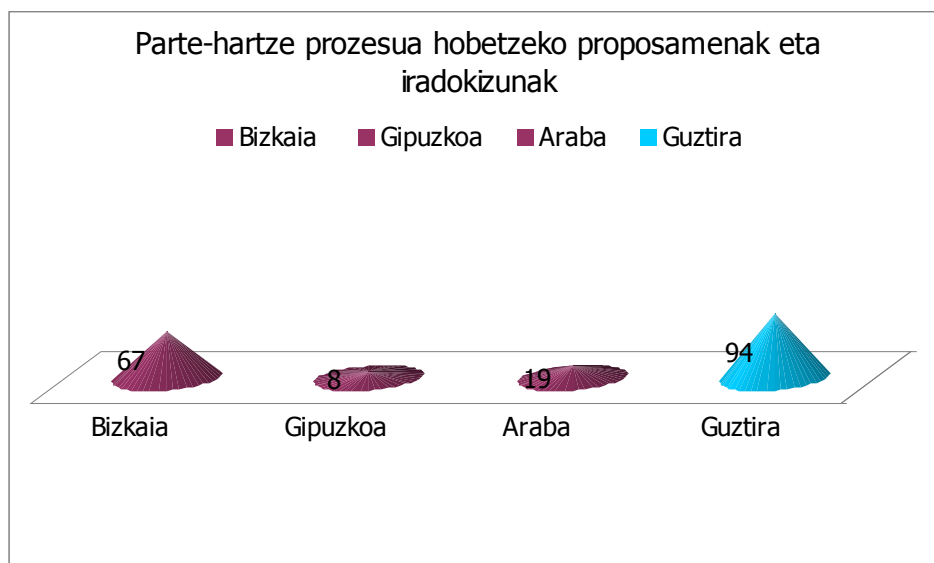 Parte-hartze prozesua hobetzeko proposamenak eta
iradokizunak
Bizkaia Gipuzkoa Araba Guztira
67 8 19 94
Bizkaia Gipuzkoa Araba Guztira